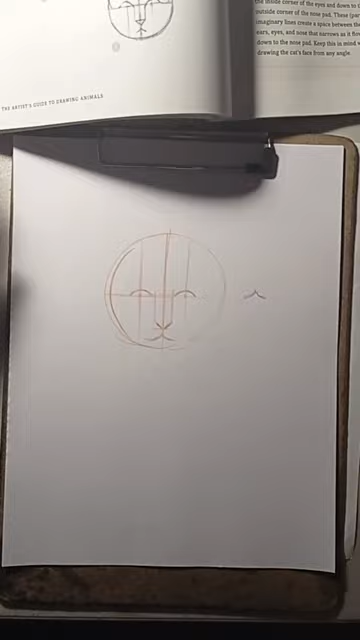 the inside corner of the eyes and down to
outside corner of the nose pad. These
imaginary lines create a space between the
ears, eyes, and nose that narrows as it
down to the nose pad. Keep this in mind
drawing the cat's face from any angle.
THE ARTIST'S GUIDE TO DRAWING ANIMALS